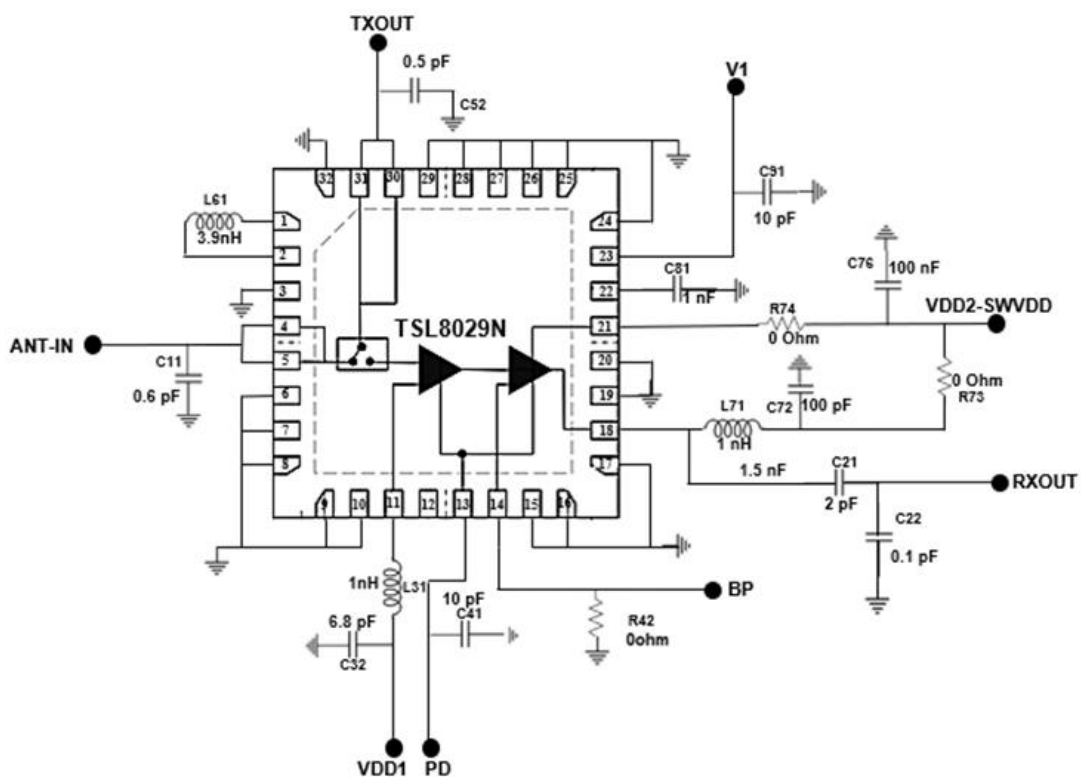 TXOUT
0.5 pF
C52
V1
32
31
30
29
28
27
26
25
C91
10 pF
L61
3.9nH
1
2
3
4
5
6
7
8
24
23
22
21
20
19
18
17
C81
1 nF
C76
100 nF
R74
0 Ohm
VDD2-SWVDD
TSL8029N
ANT-IN
C11
0.6 pF
0 Ohm
R73
L71
1 nH
C72
100 pF
1.5 nF
C21
2 pF
RXOUT
C22
0.1 pF
9
10
11
12
13
14
15
16
1nH
L31
6.8 pF
C32
10 pF
C41
BP
R42
0ohm
VDD1
PD